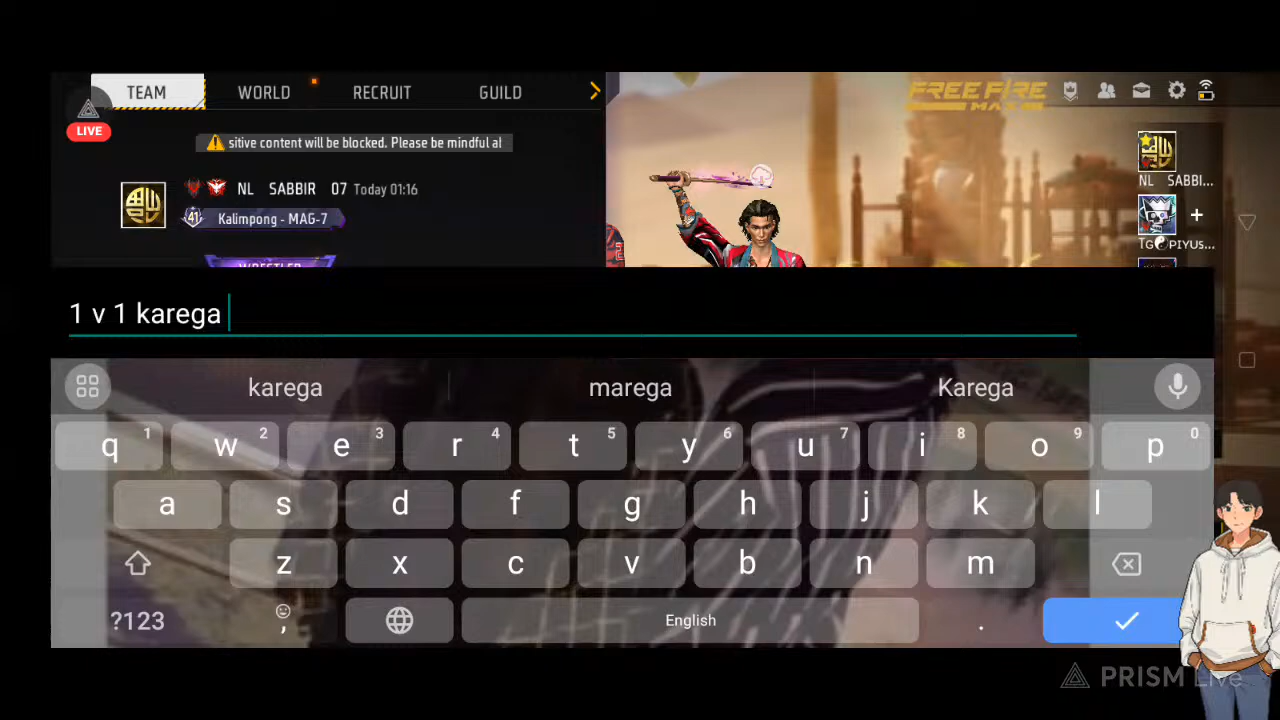 TEAM WORLD RECRUIT GUILD
FREE FIRE
MAX
LIVE
sitive content will be blocked. Please be mindful al
NL SABBIR 07 Today 01:16
41 Kalimpong - MAG-7
WRESTLER
NL SABBI...
TG PIYUS...
1 v 1 karega
karega marega Karega
q 1 w 2 e 3 r 4 t 5 y 6 u 7 i 8 o 9 p 0
a s d f g h j k l
z x c v b n m
?123 , English .
PRISM Live